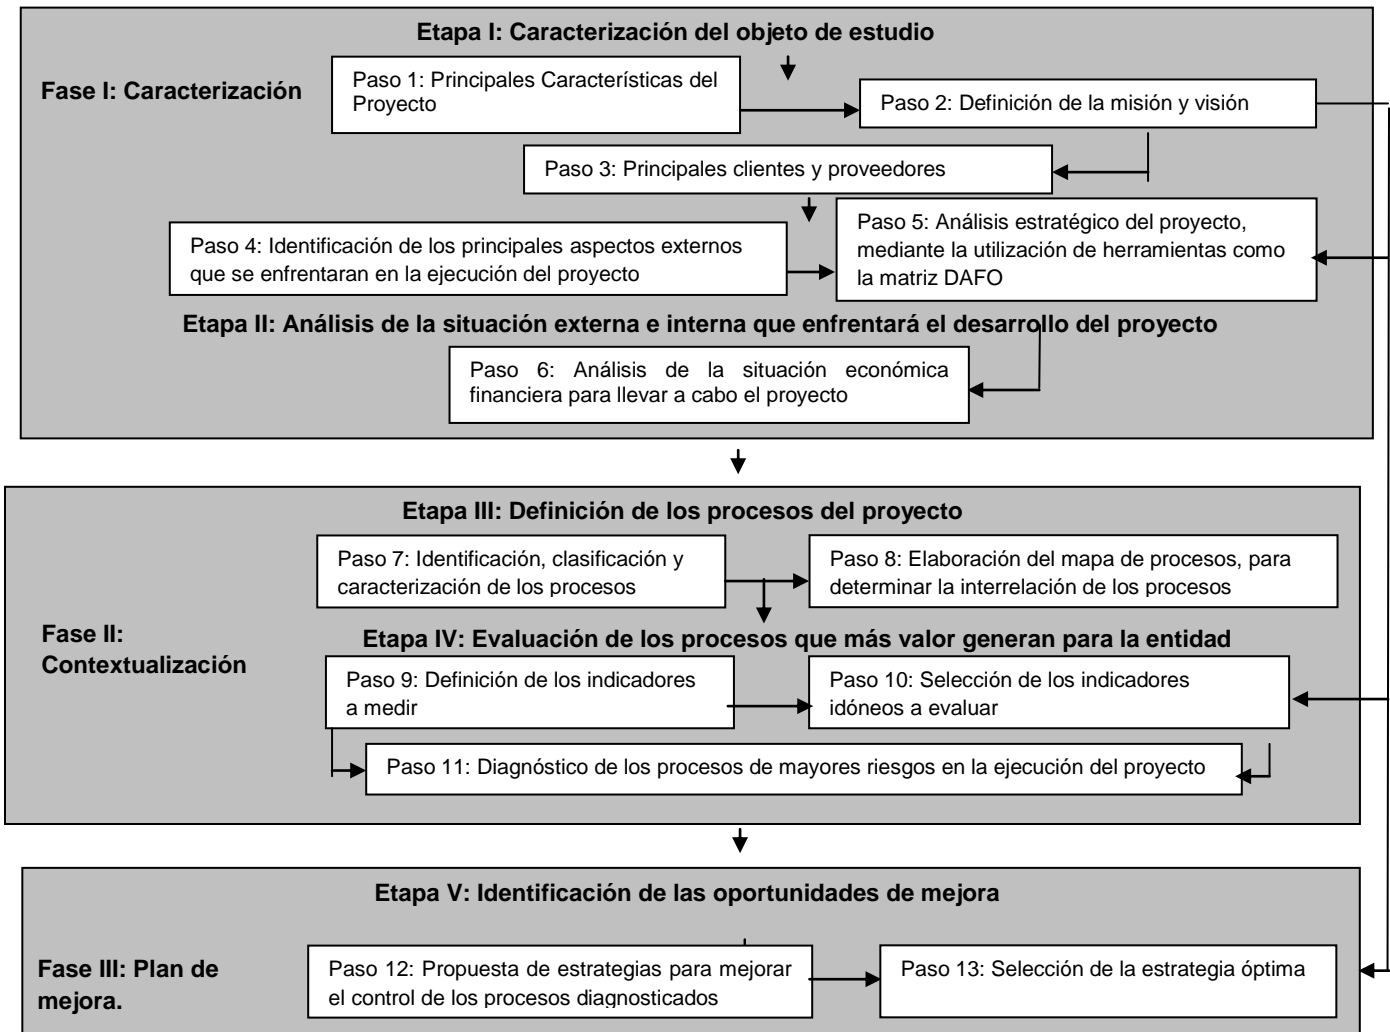 Etapa I: Caracterización del objeto de estudio
Fase I: Caracterización
Paso 1: Principales Características del
Proyecto
Paso 2: Definición de la misión y visión
Paso 3: Principales clientes y proveedores
Paso 4: Identificación de los principales aspectos externos
que se enfrentaran en la ejecución del proyecto
Paso 5: Análisis estratégico del proyecto,
mediante la utilización de herramientas como
la matriz DAFO
Etapa II: Análisis de la situación externa e interna que enfrentará el desarrollo del proyecto
Paso 6: Análisis de la situación económica
financiera para llevar a cabo el proyecto
Etapa III: Definición de los procesos del proyecto
Paso 7: Identificación, clasificación y
caracterización de los procesos
Paso 8: Elaboración del mapa de procesos, para
determinar la interrelación de los procesos
Fase II:
Contextualización
Etapa IV: Evaluación de los procesos que más valor generan para la entidad
Paso 9: Definición de los indicadores
a medir
Paso 10: Selección de los indicadores
idóneos a evaluar
Paso 11: Diagnóstico de los procesos de mayores riesgos en la ejecución del proyecto
Etapa V: Identificación de las oportunidades de mejora
Fase III: Plan de
mejora.
Paso 12: Propuesta de estrategias para mejorar
el control de los procesos diagnosticados
Paso 13: Selección de la estrategia óptima